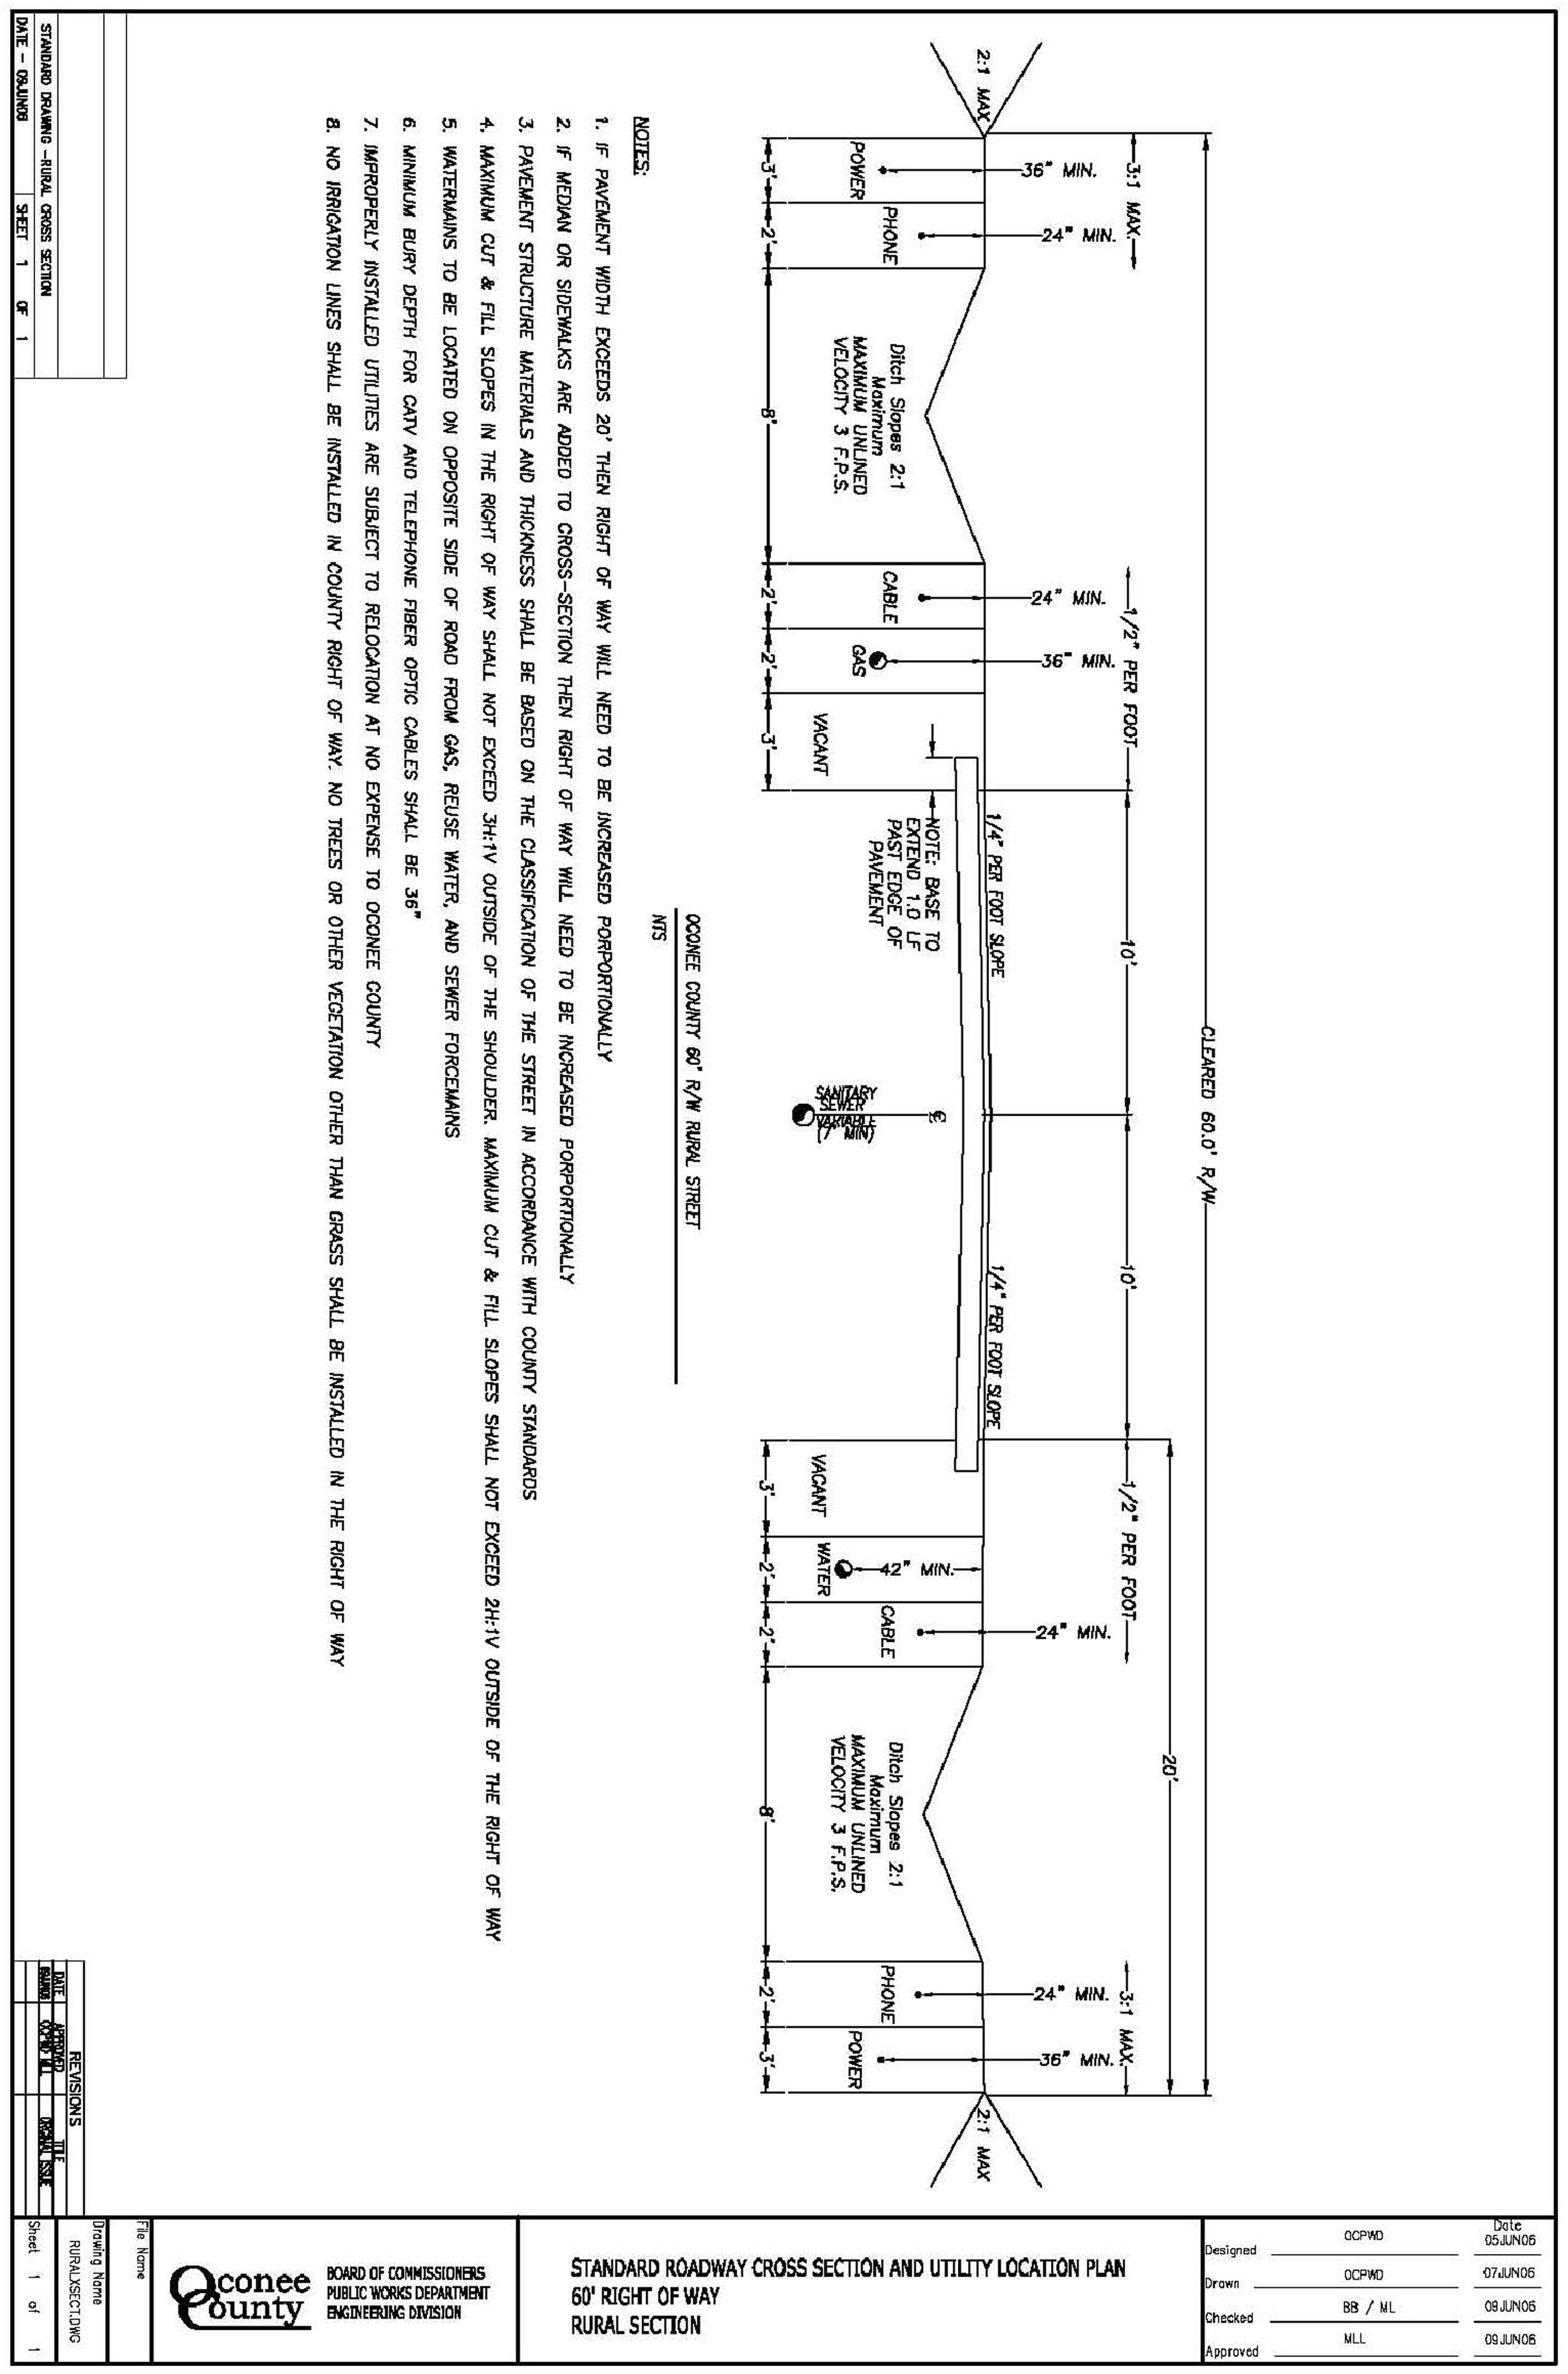 CLEARED 60.0' R/W
20'
3:1 MAX.
1/2" PER FOOT
10'
10'
1/2" PER FOOT
3:1 MAX.
36" MIN.
24" MIN.
24" MIN.
36" MIN.
24" MIN.
24" MIN.
36" MIN.
2:1 MAX
1/4" PER FOOT SLOPE
1/4" PER FOOT SLOPE
2:1 MAX
POWER
PHONE
Ditch Slopes 2:1
Maximum
MAXIMUM UNLINED
VELOCITY 3 F.P.S.
CABLE
GAS
VACANT
NOTE: BASE TO
EXTEND 1.0 LF
PAST EDGE OF
PAVEMENT
SANITARY
SEWER
VARIABLE
(7' MIN)
VACANT
WATER
42" MIN.
CABLE
Ditch Slopes 2:1
Maximum
MAXIMUM UNLINED
VELOCITY 3 F.P.S.
PHONE
POWER
3'
2'
8'
2'
2'
3'
3'
2'
2'
8'
2'
3'
OCONEE COUNTY 60' R/W RURAL STREET
NTS
NOTES:
1. IF PAVEMENT WIDTH EXCEEDS 20' THEN RIGHT OF WAY WILL NEED TO BE INCREASED PORPORTIONALLY
2. IF MEDIAN OR SIDEWALKS ARE ADDED TO CROSS-SECTION THEN RIGHT OF WAY WILL NEED TO BE INCREASED PORPORTIONALLY
3. PAVEMENT STRUCTURE MATERIALS AND THICKNESS SHALL BE BASED ON THE CLASSIFICATION OF THE STREET IN ACCORDANCE WITH COUNTY STANDARDS
4. MAXIMUM CUT & FILL SLOPES IN THE RIGHT OF WAY SHALL NOT EXCEED 3H:1V OUTSIDE OF THE SHOULDER. MAXIMUM CUT & FILL SLOPES SHALL NOT EXCEED 2H:1V OUTSIDE OF THE RIGHT OF WAY
5. WATERMAINS TO BE LOCATED ON OPPOSITE SIDE OF ROAD FROM GAS, REUSE WATER, AND SEWER FORCEMAINS
6. MINIMUM BURY DEPTH FOR CATV AND TELEPHONE FIBER OPTIC CABLES SHALL BE 36"
7. IMPROPERLY INSTALLED UTILITIES ARE SUBJECT TO RELOCATION AT NO EXPENSE TO OCONEE COUNTY
8. NO IRRIGATION LINES SHALL BE INSTALLED IN COUNTY RIGHT OF WAY. NO TREES OR OTHER VEGETATION OTHER THAN GRASS SHALL BE INSTALLED IN THE RIGHT OF WAY
STANDARD DRAWING -RURAL CROSS SECTION
DATE - 09JUN06 SHEET 1 OF 1
REVISIONS
DATE APPROVED TITLE
09JUN06 OCPWD MLL ORIGINAL ISSUE
File Name
Drawing Name
RURALXSECT.DWG
Sheet 1 of 1
Oconee
County
BOARD OF COMMISSIONERS
PUBLIC WORKS DEPARTMENT
ENGINEERING DIVISION
STANDARD ROADWAY CROSS SECTION AND UTILITY LOCATION PLAN
60' RIGHT OF WAY
RURAL SECTION
Date
Designed OCPWD 05JUN06
Drawn OCPWD 07JUN06
Checked BB / ML 09JUN06
Approved MLL 09JUN06